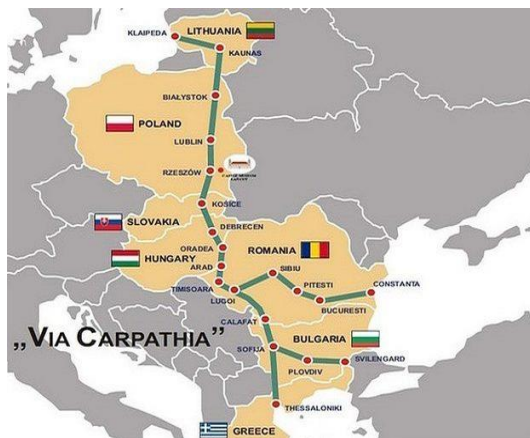 KLAIPEDA
LITHUANIA
KAUNAS
BIAŁYSTOK
POLAND
LUBLIN
RZESZÓW
KOŠICE
SLOVAKIA
DEBRECEN
ORADEA
ROMANIA
HUNGARY
ARAD
SIBIU
TIMISOARA
PITESTI
CONSTANTA
LUGOJ
BUCURESTI
CALAFAT
„VIA CARPATHIA”
BULGARIA
SOFIJA
SVILENGARD
PLOVDIV
THESSALONIKI
GREECE